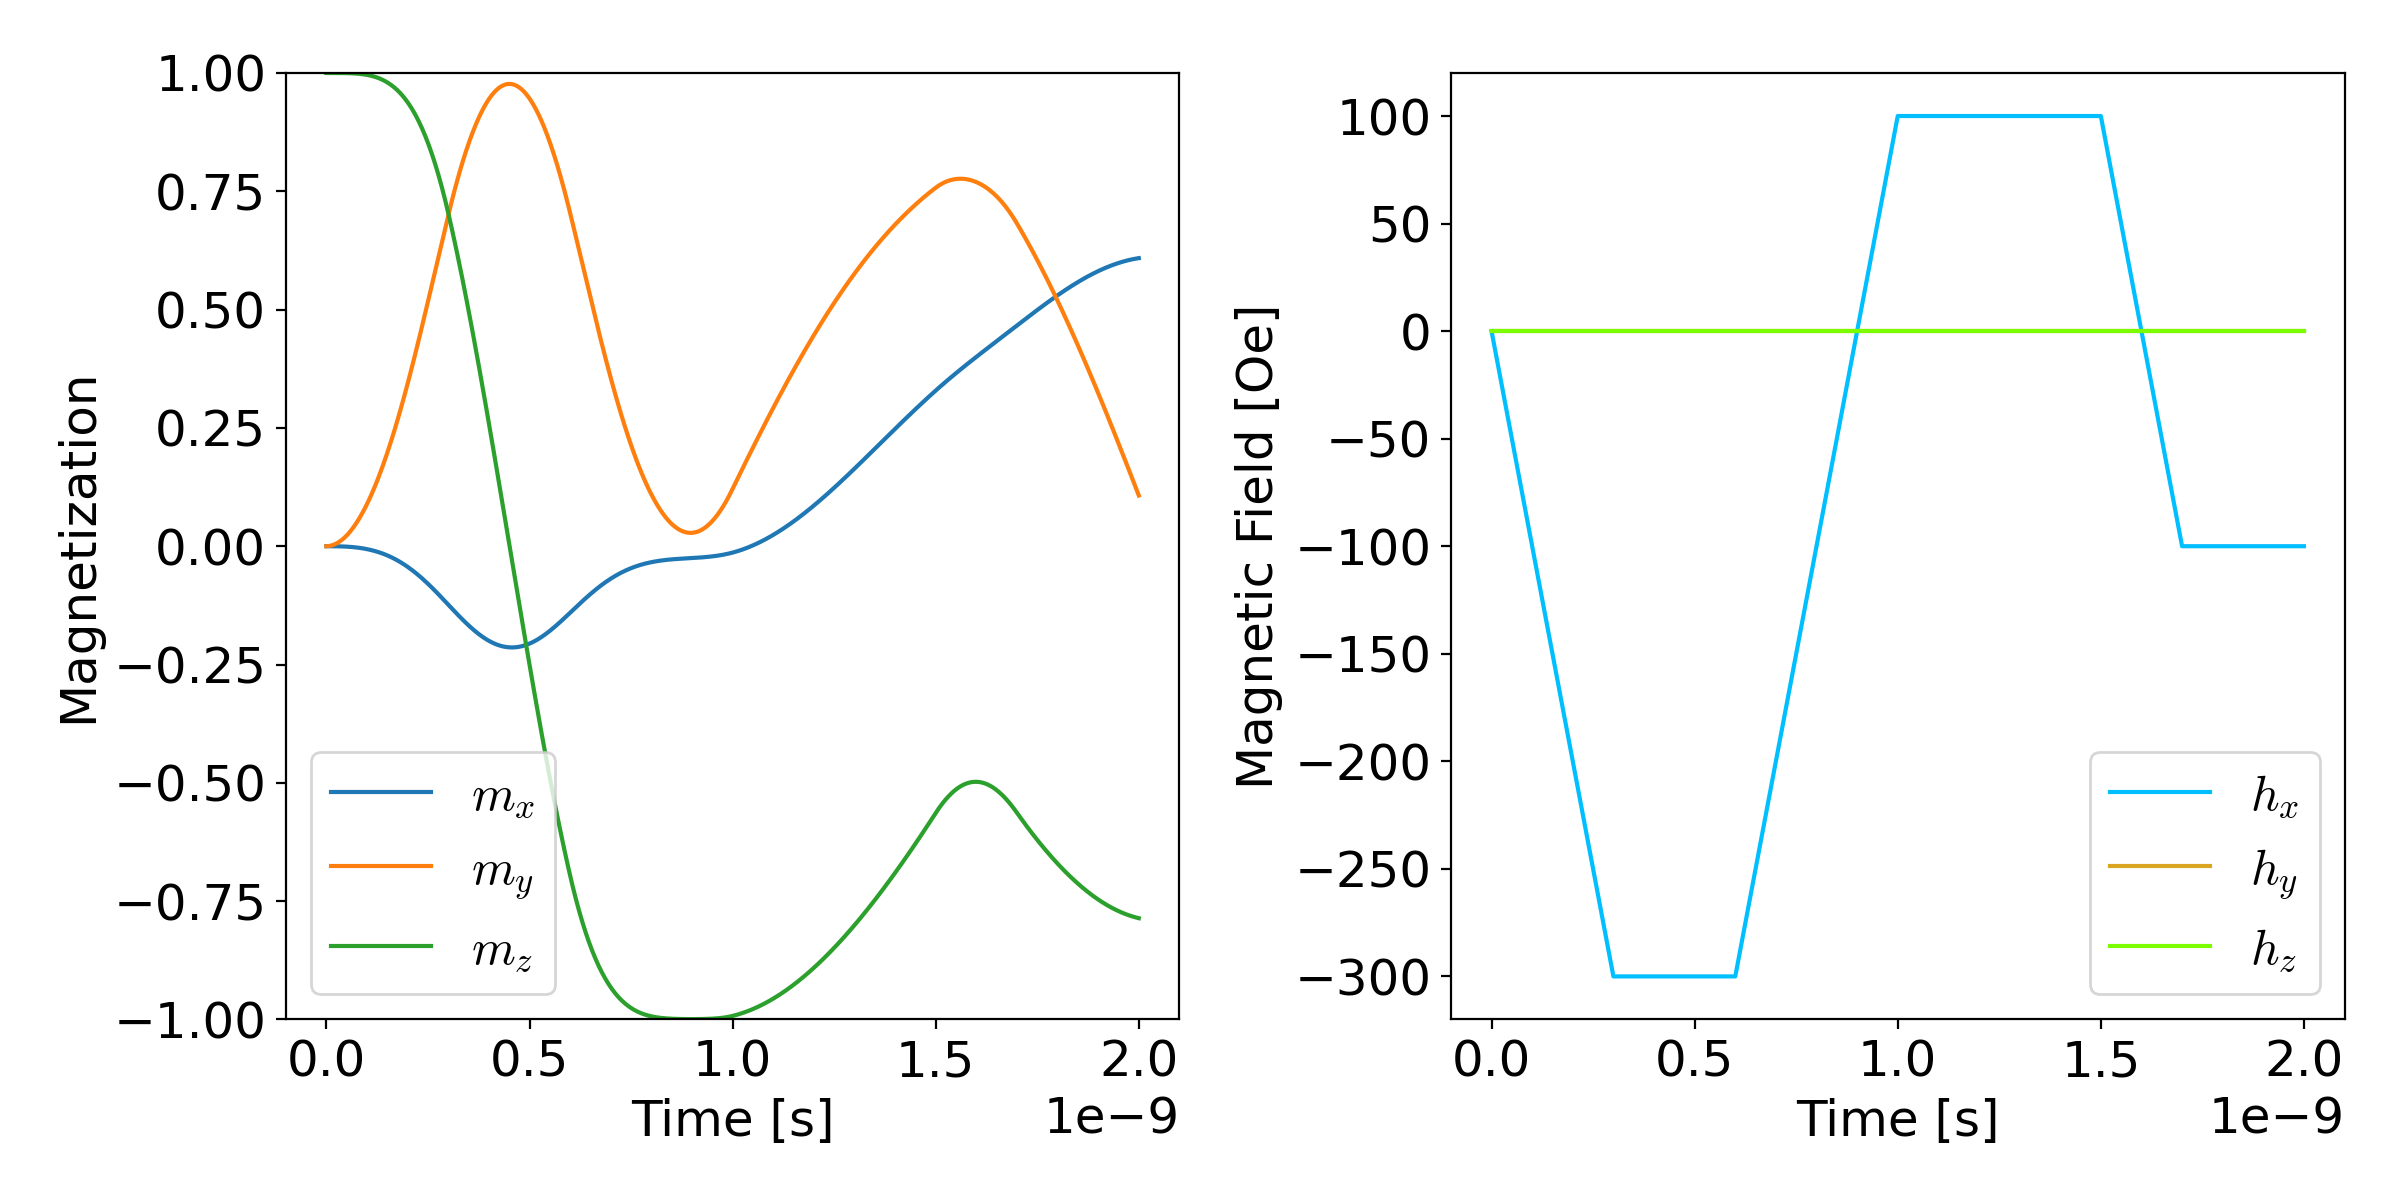 Magnetization
1.00
0.75
0.50
0.25
0.00
−0.25
−0.50
−0.75
−1.00
m_x
m_y
m_z
0.0 0.5 1.0 1.5 2.0
Time [s]
1e−9
Magnetic Field [Oe]
100
50
0
−50
−100
−150
−200
−250
−300
h_x
h_y
h_z
0.0 0.5 1.0 1.5 2.0
Time [s]
1e−9